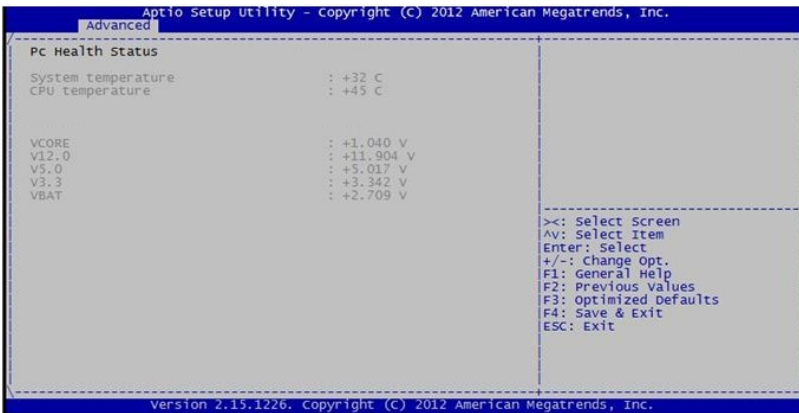 Aptio Setup Utility – Copyright (C) 2012 American Megatrends, Inc.
Advanced
Pc Health Status
System temperature : +32 C
CPU temperature : +45 C
VCORE : +1.040 V
V12.0 : +11.904 V
V5.0 : +5.017 V
V3.3 : +3.342 V
VBAT : +2.709 V
><: Select Screen
^v: Select Item
Enter: Select
+/-: Change Opt.
F1: General Help
F2: Previous Values
F3: Optimized Defaults
F4: Save & Exit
ESC: Exit
Version 2.15.1226. Copyright (C) 2012 American Megatrends, Inc.